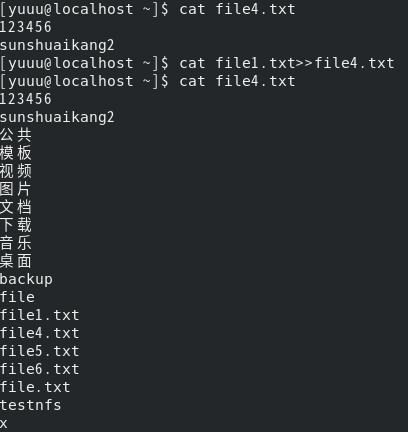 [yuuu@localhost ~]$ cat file4.txt
123456
sunshuaikang2
[yuuu@localhost ~]$ cat file1.txt>>file4.txt
[yuuu@localhost ~]$ cat file4.txt
123456
sunshuaikang2
公共
模板
视频
图片
文档
下载
音乐
桌面
backup
file
file1.txt
file4.txt
file5.txt
file6.txt
file.txt
testnfs
x